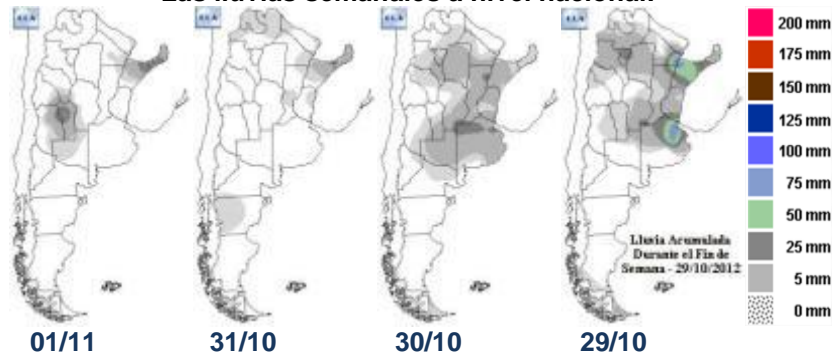 Las lluvias semanales a nivel nacional.
200 mm
175 mm
150 mm
125 mm
100 mm
75 mm
50 mm
25 mm
5 mm
0 mm
Lluvia Acumulada
Durante el Fin de
Semana - 29/10/2012
01/11
31/10
30/10
29/10